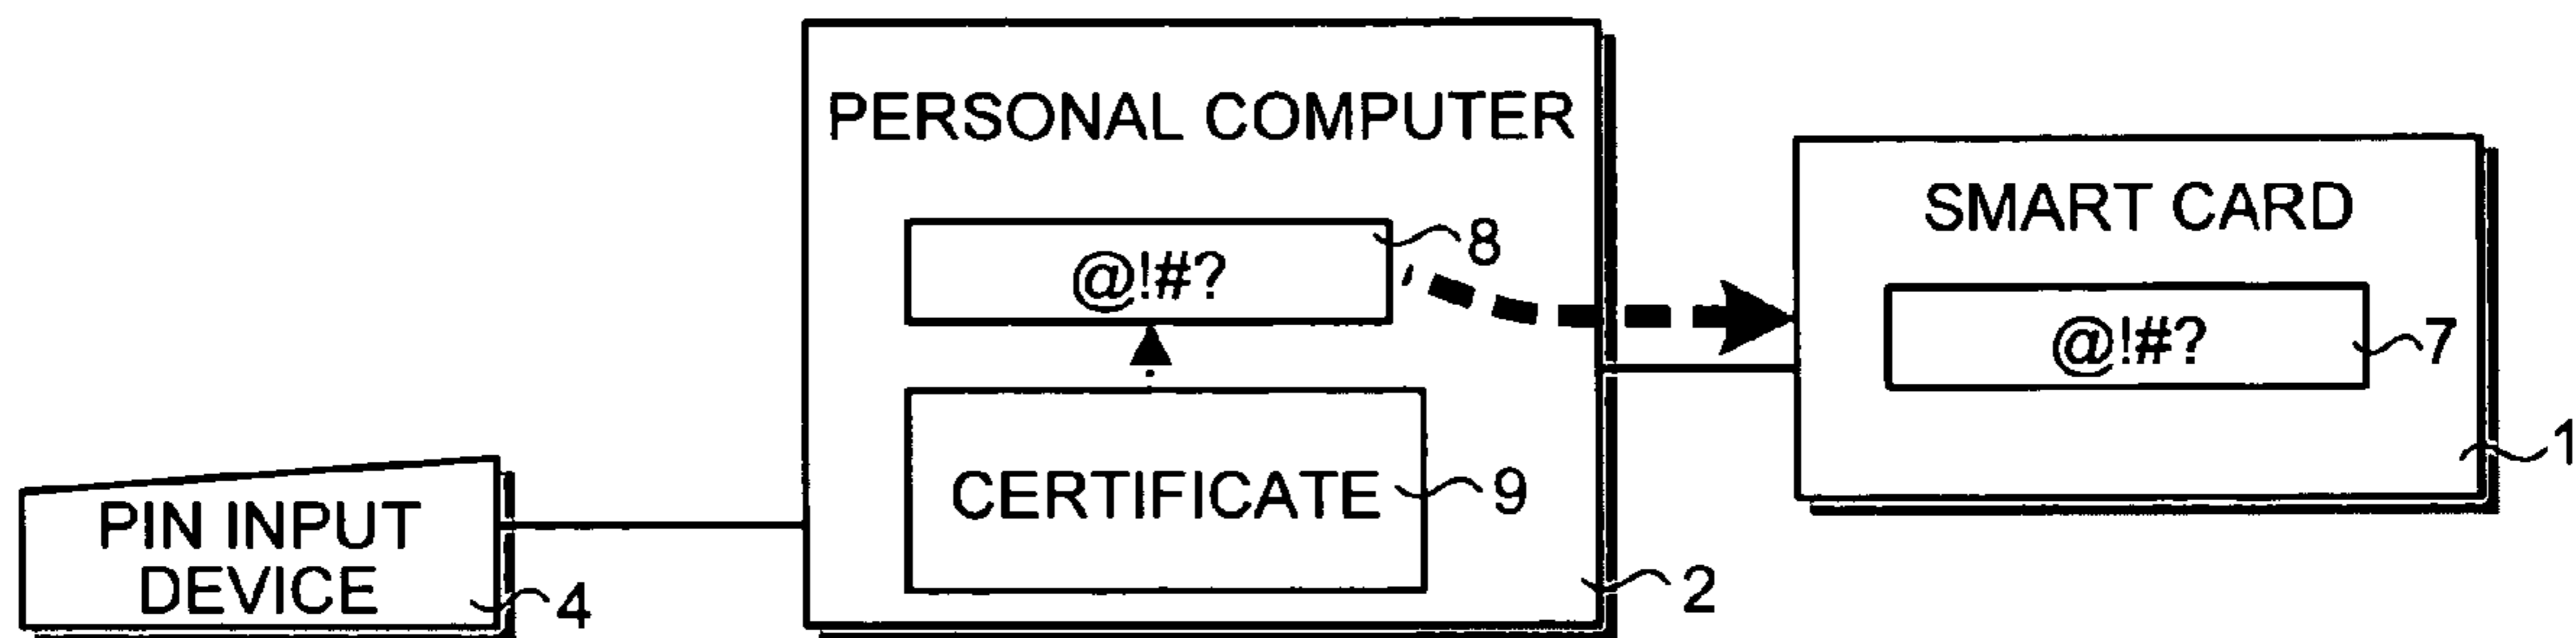 PERSONAL COMPUTER
@!#?
8
CERTIFICATE
9
2
SMART CARD
@!#?
7
1
PIN INPUT
DEVICE
4